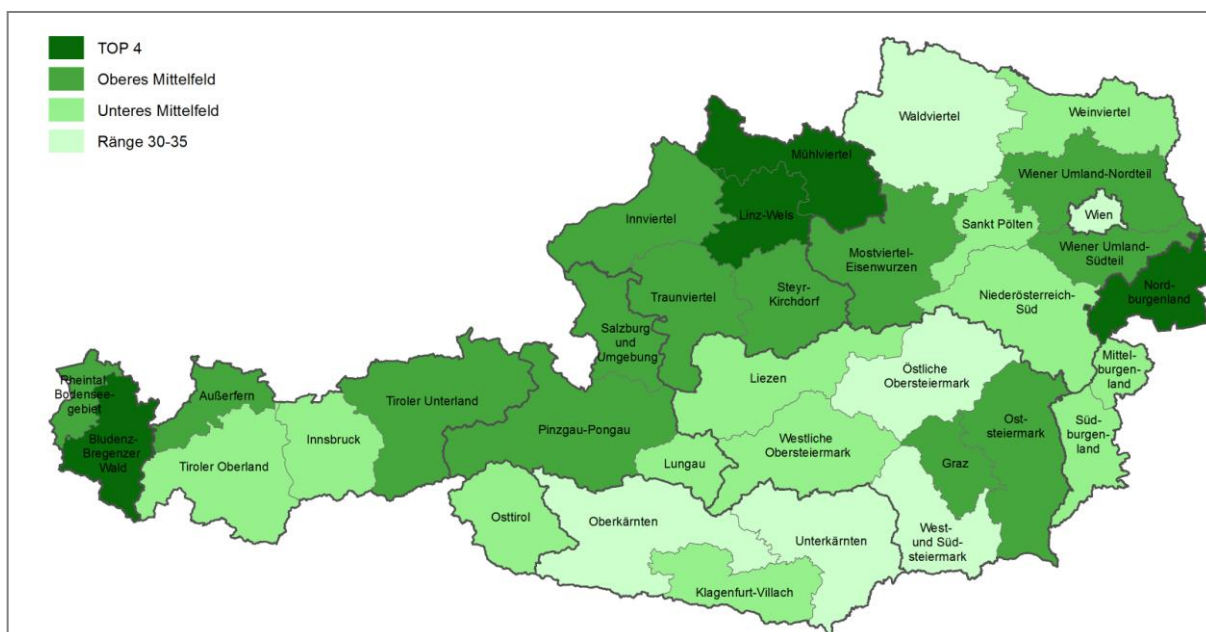 TOP 4
Oberes Mittelfeld
Unteres Mittelfeld
Ränge 30-35
Waldviertel
Weinviertel
Mühlviertel
Wiener Umland-Nordteil
Innviertel
Linz-Wels
Wien
Sankt Pölten
Mostviertel-
Eisenwurzen
Wiener Umland-
Südteil
Nord-
burgenland
Traunviertel
Steyr-
Kirchdorf
Niederösterreich-
Süd
Salzburg
und
Umgebung
Mittel-
burgen-
land
Liezen
Östliche
Obersteiermark
Rheintal-
Bodensee-
gebiet
Außerfern
Tiroler Unterland
Pinzgau-Pongau
Ost-
steiermark
Süd-
burgen-
land
Bludenz-
Bregenzer
Wald
Tiroler Oberland
Innsbruck
Lungau
Westliche
Obersteiermark
Graz
Osttirol
Oberkärnten
Unterkärnten
West-
und Süd-
steiermark
Klagenfurt-Villach